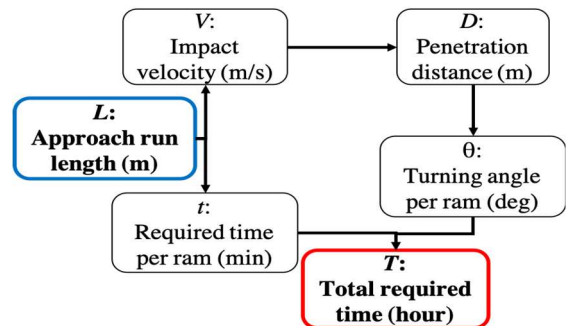 V:
Impact
velocity (m/s)
D:
Penetration
distance (m)
L:
Approach run
length (m)
θ:
Turning angle
per ram (deg)
t:
Required time
per ram (min)
T:
Total required
time (hour)